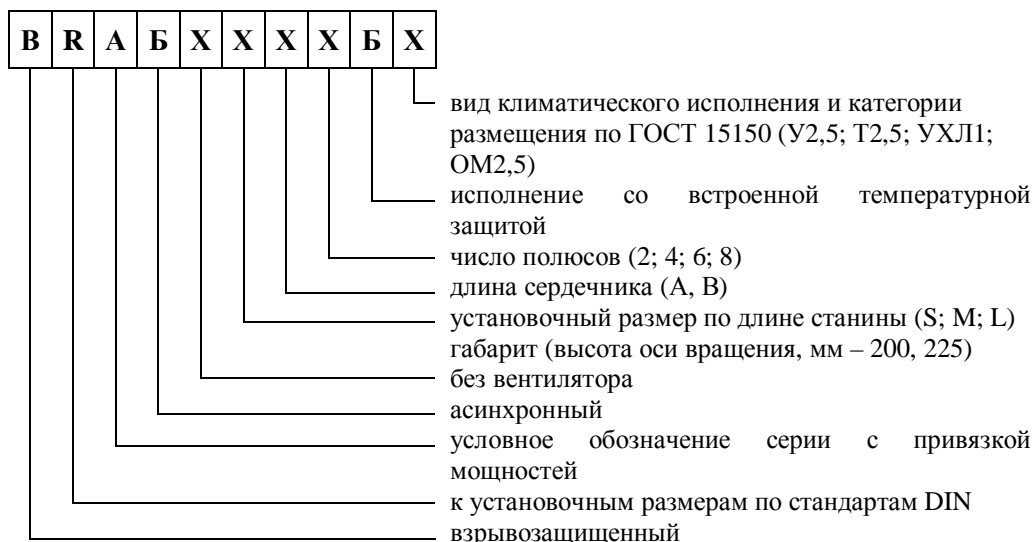 В R А Б Х Х Х Х Б Х
вид климатического исполнения и категории
размещения по ГОСТ 15150 (У2,5; Т2,5; УХЛ1;
ОМ2,5)
исполнение со встроенной температурной
защитой
число полюсов (2; 4; 6; 8)
длина сердечника (А, В)
установочный размер по длине станины (S; M; L)
габарит (высота оси вращения, мм – 200, 225)
без вентилятора
асинхронный
условное обозначение серии с привязкой
мощностей
к установочным размерам по стандартам DIN
взрывозащищенный